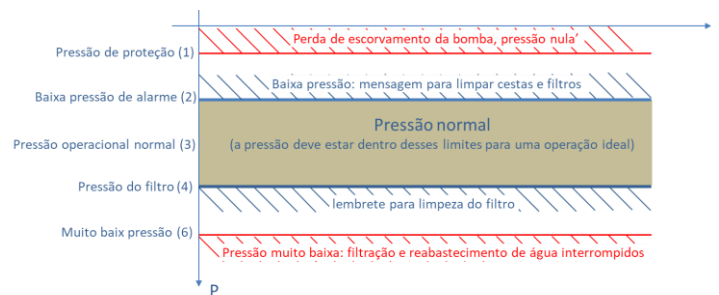 Perda de escorvamento da bomba, pressão nula’
Pressão de proteção (1)
Baixa pressão: mensagem para limpar cestas e filtros
Baixa pressão de alarme (2)
Pressão normal
Pressão operacional normal (3)
(a pressão deve estar dentro desses limites para uma operação ideal)
Pressão do filtro (4)
lembrete para limpeza do filtro
Muito baix pressão (6)
Pressão muito baixa: filtração e reabastecimento de água interrompidos
P